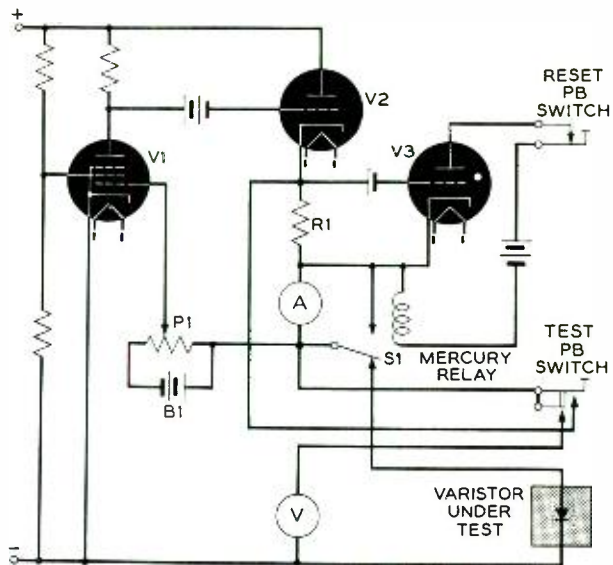 +
V1
V2
V3
RESET
PB
SWITCH
R1
A
P1
B1
S1
MERCURY
RELAY
TEST
PB
SWITCH
V
VARISTOR
UNDER
TEST
-